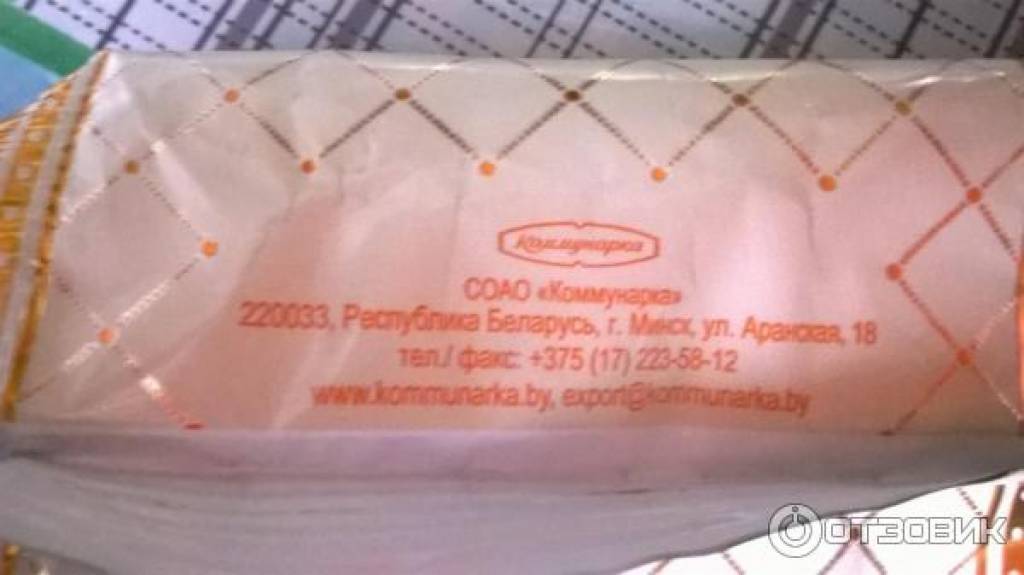 Коммунарка
СОАО «Коммунарка»
220033, Республика Беларусь, г. Минск, ул. Аранская, 18
тел./ факс: +375 (17) 223-58-12
www.kommunarka.by, export@kommunarka.by
ОТЗОВИК